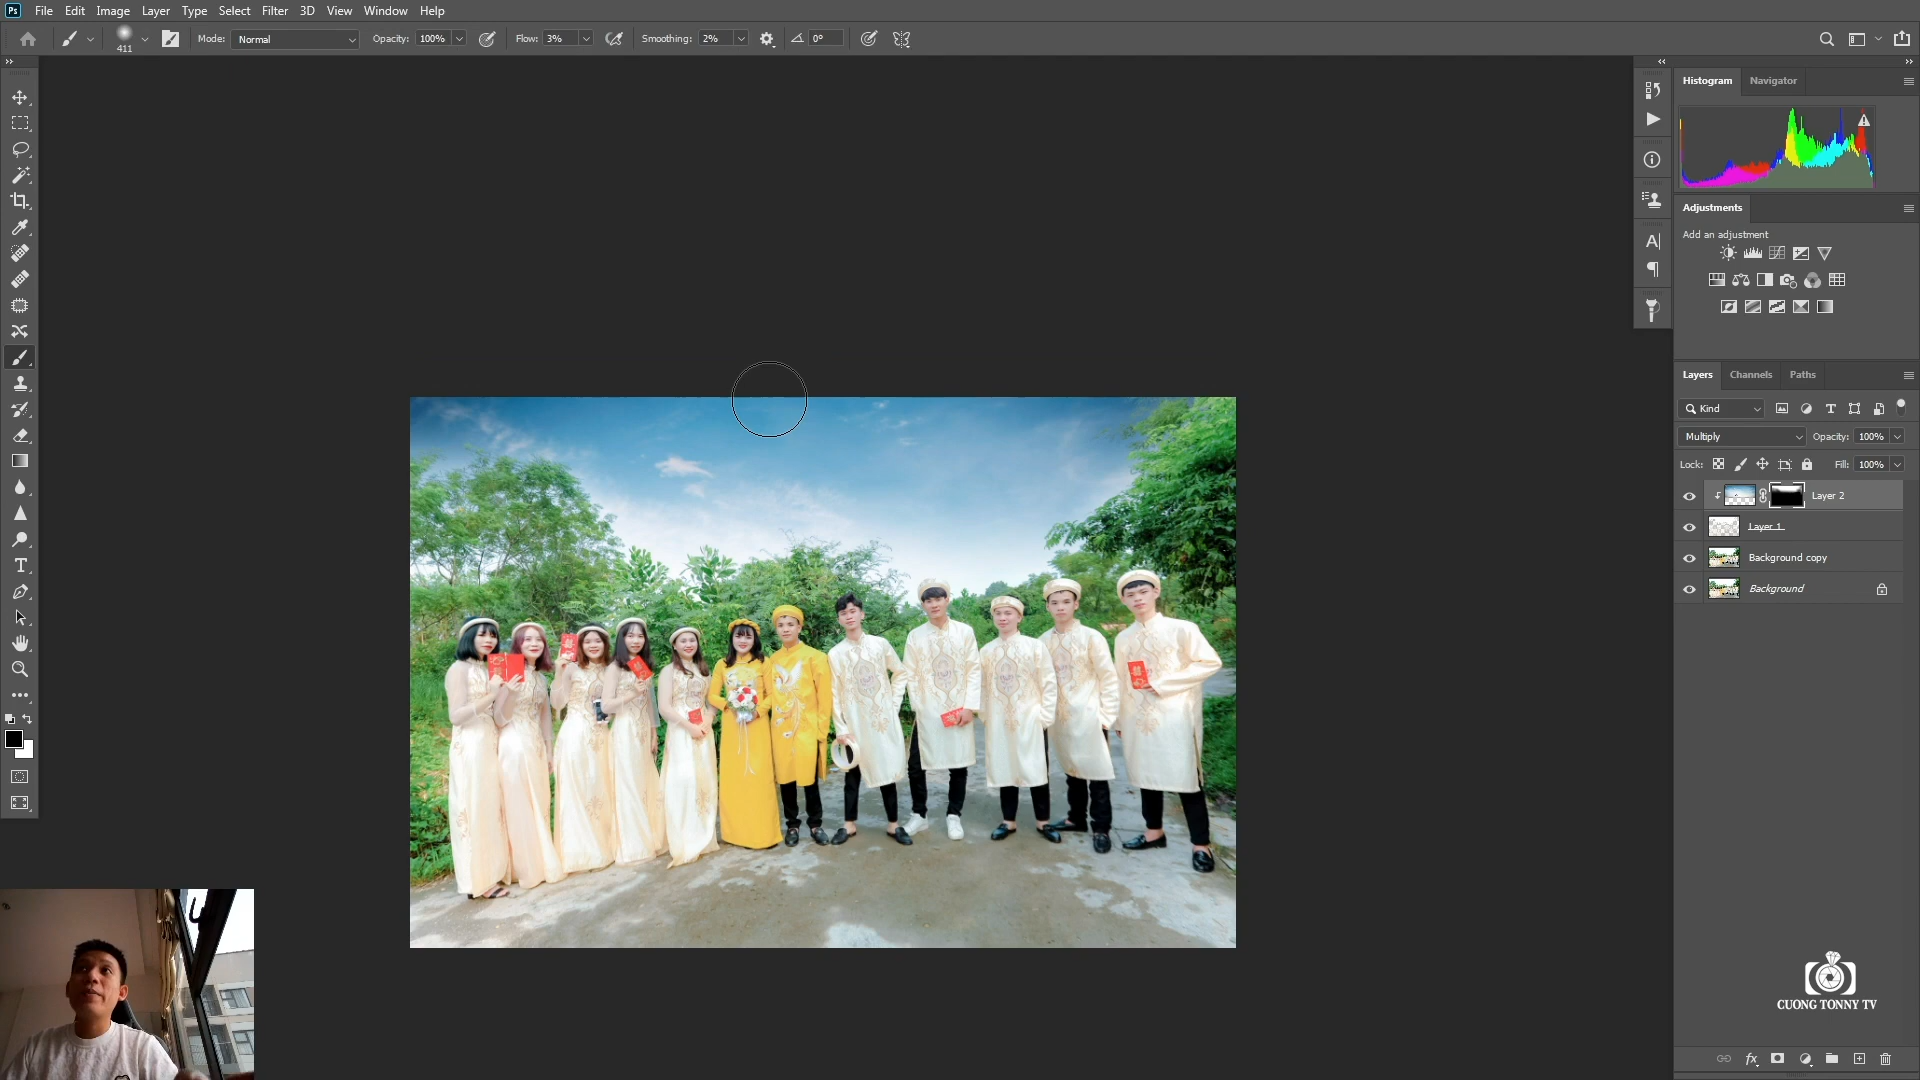 Ps File Edit Image Layer Type Select Filter 3D View Window Help
411 Mode: Normal Opacity: 100% Flow: 3% Smoothing: 2% 0°
Histogram Navigator
Adjustments
Add an adjustment
Layers Channels Paths
Kind
Multiply Opacity: 100%
Lock: Fill: 100%
Layer 2
Layer 1
Background copy
Background
CUONG TONNY TV